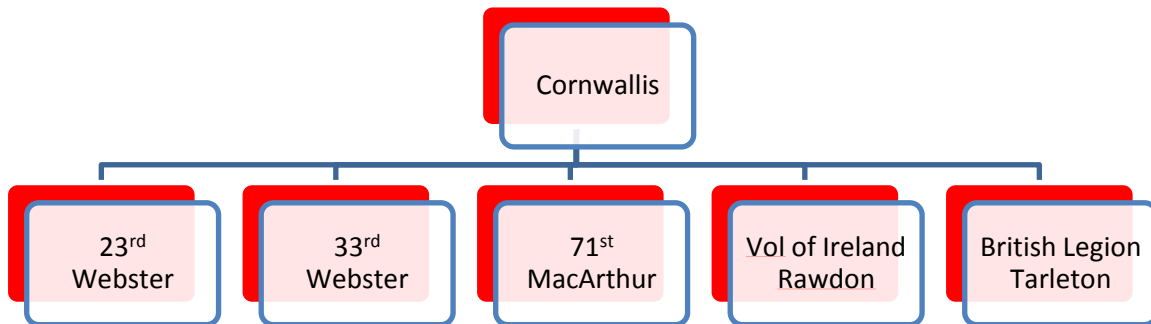 Cornwallis
23rd
Webster
33rd
Webster
71st
MacArthur
Vol of Ireland
Rawdon
British Legion
Tarleton